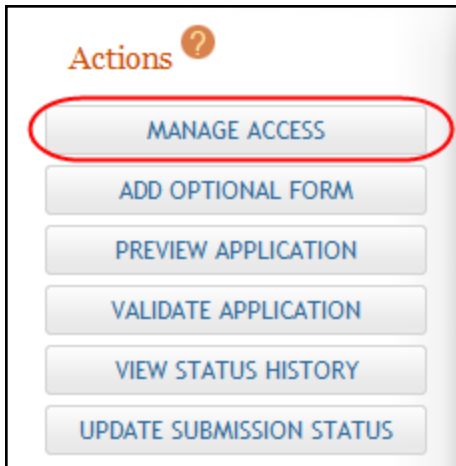 Actions ?
MANAGE ACCESS
ADD OPTIONAL FORM
PREVIEW APPLICATION
VALIDATE APPLICATION
VIEW STATUS HISTORY
UPDATE SUBMISSION STATUS